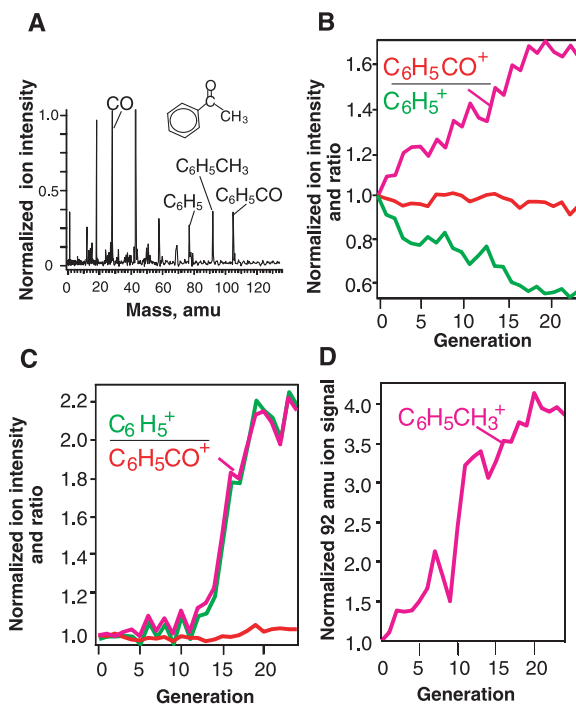 A
Normalized ion intensity
1.0
0.5
0
CO
O
CH₃
C₆H₅CH₃
C₆H₅
C₆H₅CO
0 20 40 60 80 100 120
Mass, amu
B
Normalized ion intensity
and ratio
1.6
1.4
1.2
1.0
0.8
0.6
C₆H₅CO⁺
C₆H₅⁺
0 5 10 15 20
Generation
C
Normalized ion intensity
and ratio
2.2
2.0
1.8
1.6
1.4
1.2
1.0
C₆H₅⁺
C₆H₅CO⁺
0 5 10 15 20
Generation
D
Normalized 92 amu ion signal
4.0
3.5
3.0
2.5
2.0
1.5
1.0
C₆H₅CH₃⁺
0 5 10 15 20
Generation